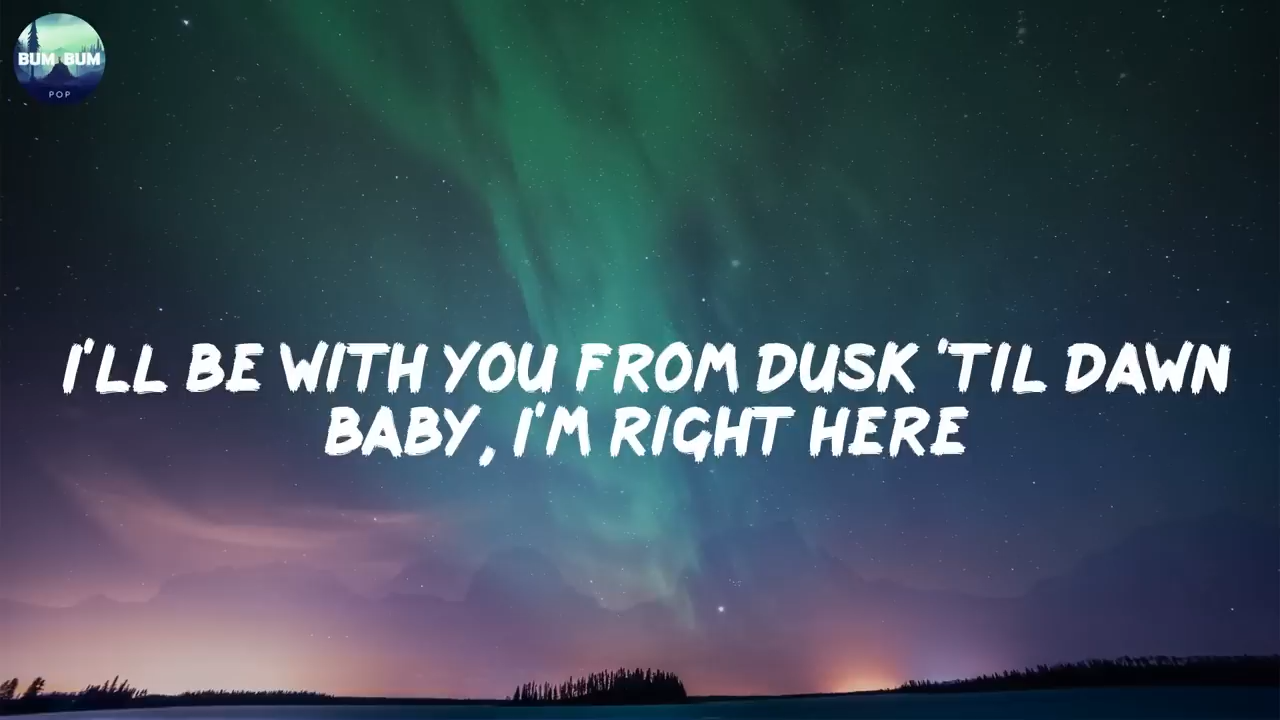 BUM BUM
POP
I'LL BE WITH YOU FROM DUSK 'TIL DAWN
BABY, I'M RIGHT HERE